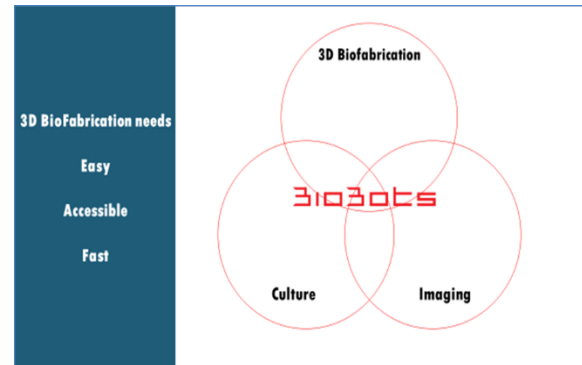 3D BioFabrication needs
Easy
Accessible
Fast
3D Biofabrication
BioBots
Culture
Imaging